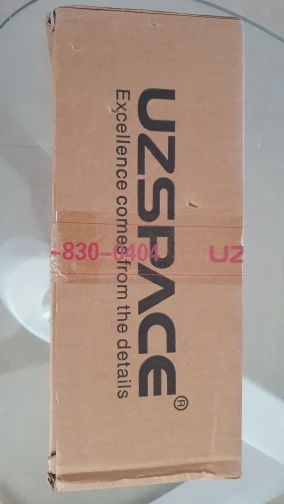 UZSPACE®
Excellence comes from the details
-830-0404 UZ